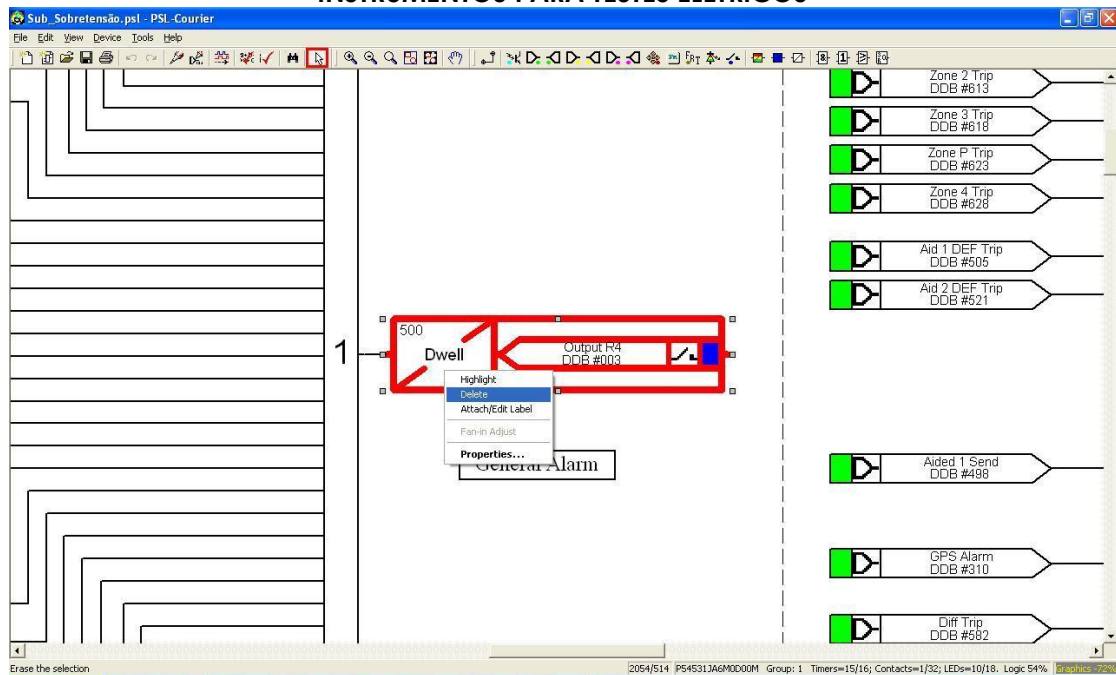 INSTRUMENTOS PARA TESTES ELÉTRICOS
Sub_Sobretensão.psl - PSL-Courier
File Edit View Device Tools Help
Zone 2 Trip
DDB #613
Zone 3 Trip
DDB #618
Zone P Trip
DDB #623
Zone 4 Trip
DDB #628
Aid 1 DEF Trip
DDB #505
Aid 2 DEF Trip
DDB #521
1
500
Dwell
Output R4
DDB #003
Highlight
Delete
Attach/Edit Label
Fan-in Adjust
Properties...
General Alarm
Aided 1 Send
DDB #498
GPS Alarm
DDB #310
Diff Trip
DDB #582
Erase the selection
2054/514 P54531JA6M0D00M Group: 1 Timers=15/16; Contacts=1/32; LEDs=10/18. Logic 54% Graphics -72%